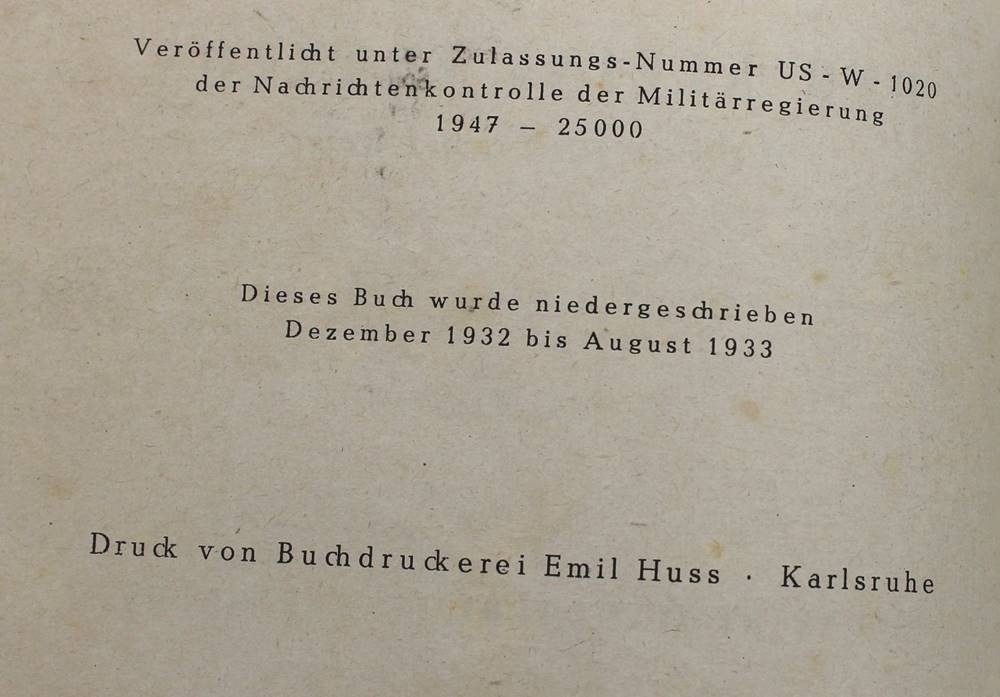 Veröffentlicht unter Zulassungs-Nummer US - W - 1020
der Nachrichtenkontrolle der Militärregierung
1947 — 25000
Dieses Buch wurde niedergeschrieben
Dezember 1932 bis August 1933
Druck von Buchdruckerei Emil Huss · Karlsruhe